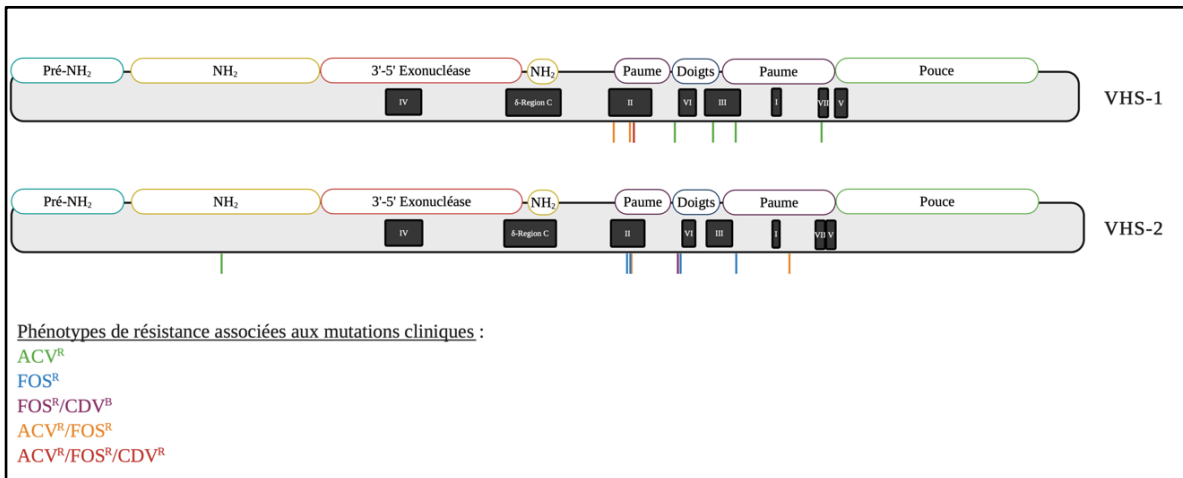 Pré-NH₂ NH₂ 3'-5' Exonucléase NH₂ Paume Doigts Paume Pouce
IV δ-Region C II VI III I VII V
VHS-1
Pré-NH₂ NH₂ 3'-5' Exonucléase NH₂ Paume Doigts Paume Pouce
IV δ-Region C II VI III I VII V
VHS-2
Phénotypes de résistance associées aux mutations cliniques :
ACVᴿ
FOSᴿ
FOSᴿ/CDVᴮ
ACVᴿ/FOSᴿ
ACVᴿ/FOSᴿ/CDVᴿ